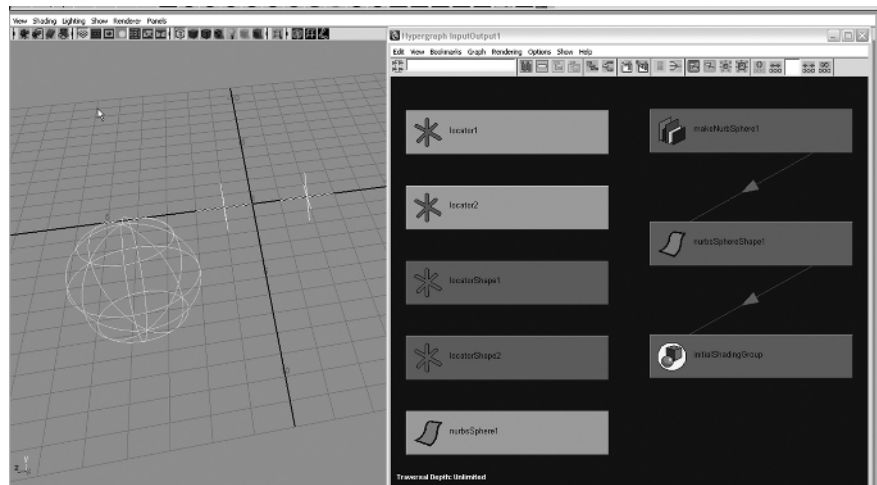 View Shading Lighting Show Renderer Panels
Hypergraph InputOutput1
Edit View Bookmarks Graph Rendering Options Show Help
locator1
makeNurbSphere1
locator2
nurbsSphereShape1
locatorShape1
locatorShape2
initialShadingGroup
nurbsSphere1
Traversal Depth: Unlimited